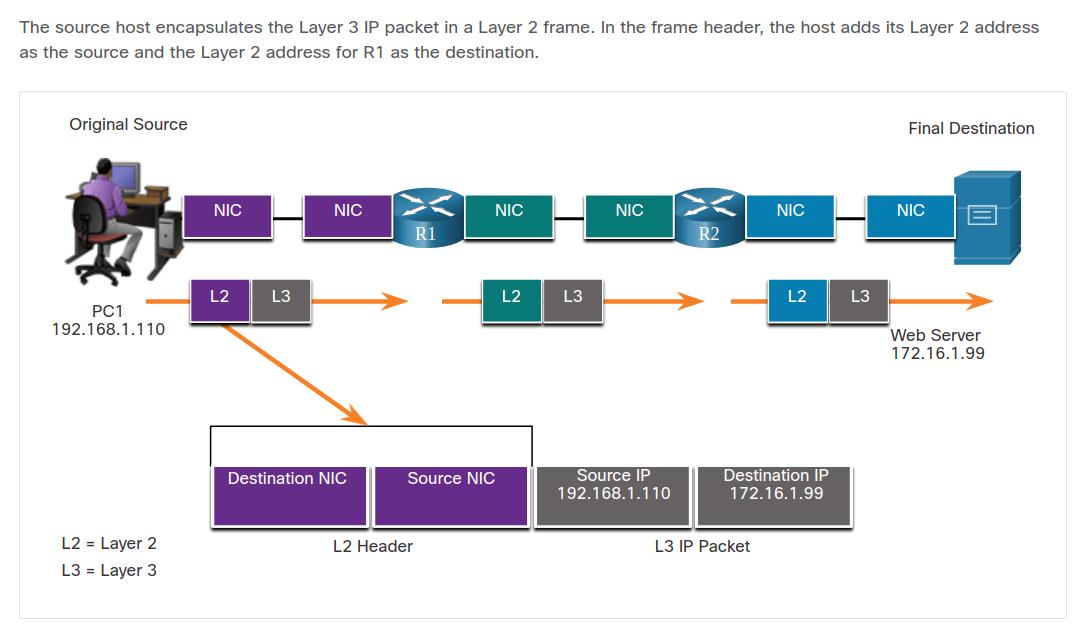 The source host encapsulates the Layer 3 IP packet in a Layer 2 frame. In the frame header, the host adds its Layer 2 address
as the source and the Layer 2 address for R1 as the destination.
Original Source
Final Destination
NIC
NIC
R1
NIC
NIC
R2
NIC
NIC
PC1
192.168.1.110
L2
L3
L2
L3
L2
L3
Web Server
172.16.1.99
Destination NIC
Source NIC
Source IP
192.168.1.110
Destination IP
172.16.1.99
L2 Header
L3 IP Packet
L2 = Layer 2
L3 = Layer 3